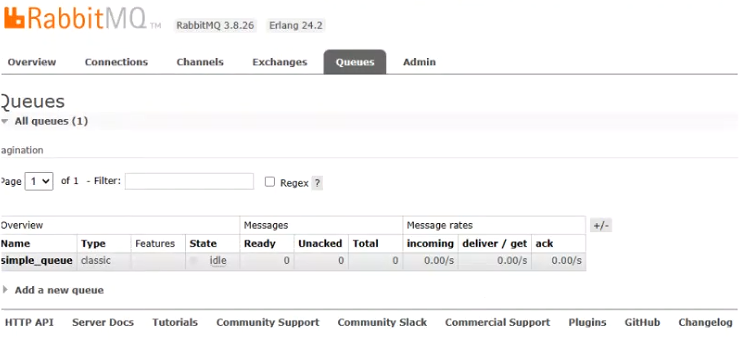 RabbitMQ TM RabbitMQ 3.8.26 Erlang 24.2
Overview Connections Channels Exchanges Queues Admin
Queues
All queues (1)
agination
Page 1 of 1 - Filter: Regex ?
Overview Messages Message rates +/-
Name Type Features State Ready Unacked Total incoming deliver / get ack
simple_queue classic idle 0 0 0 0.00/s 0.00/s 0.00/s
Add a new queue
HTTP API Server Docs Tutorials Community Support Community Slack Commercial Support Plugins GitHub Changelog